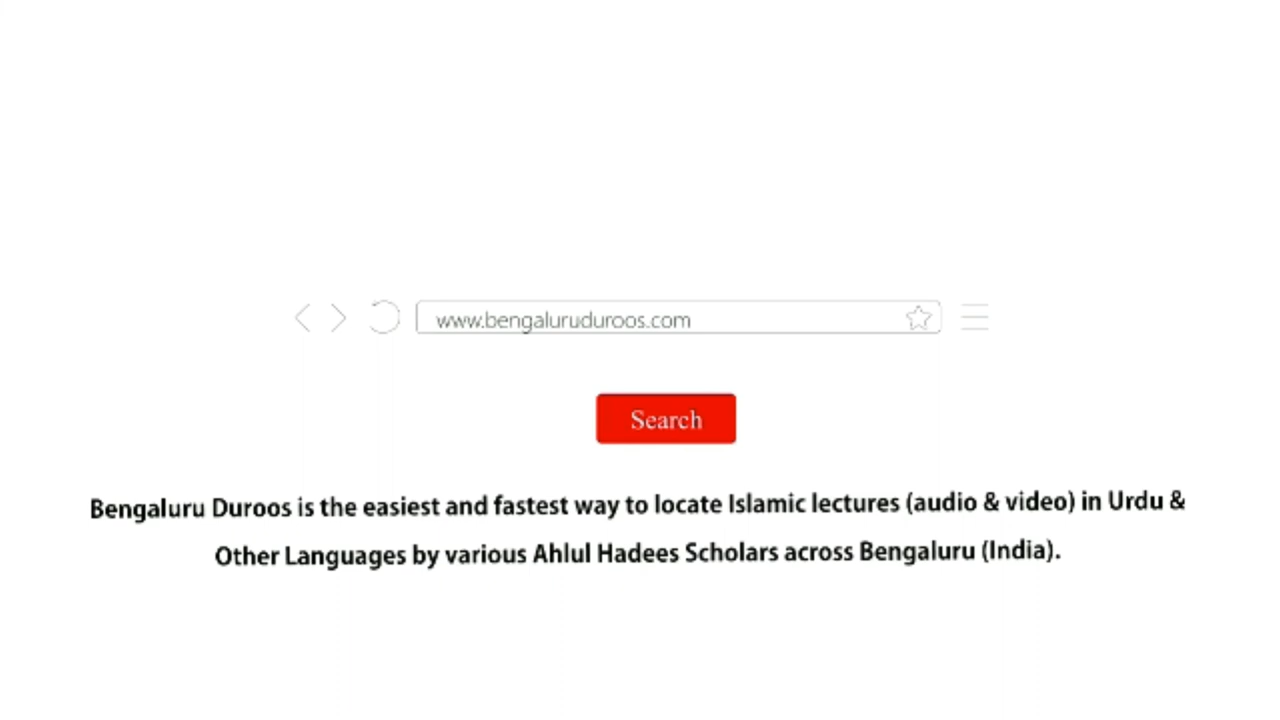 www.bengaluruduroos.com
Search
Bengaluru Duroos is the easiest and fastest way to locate Islamic lectures (audio & video) in Urdu &
Other Languages by various Ahlul Hadees Scholars across Bengaluru (India).